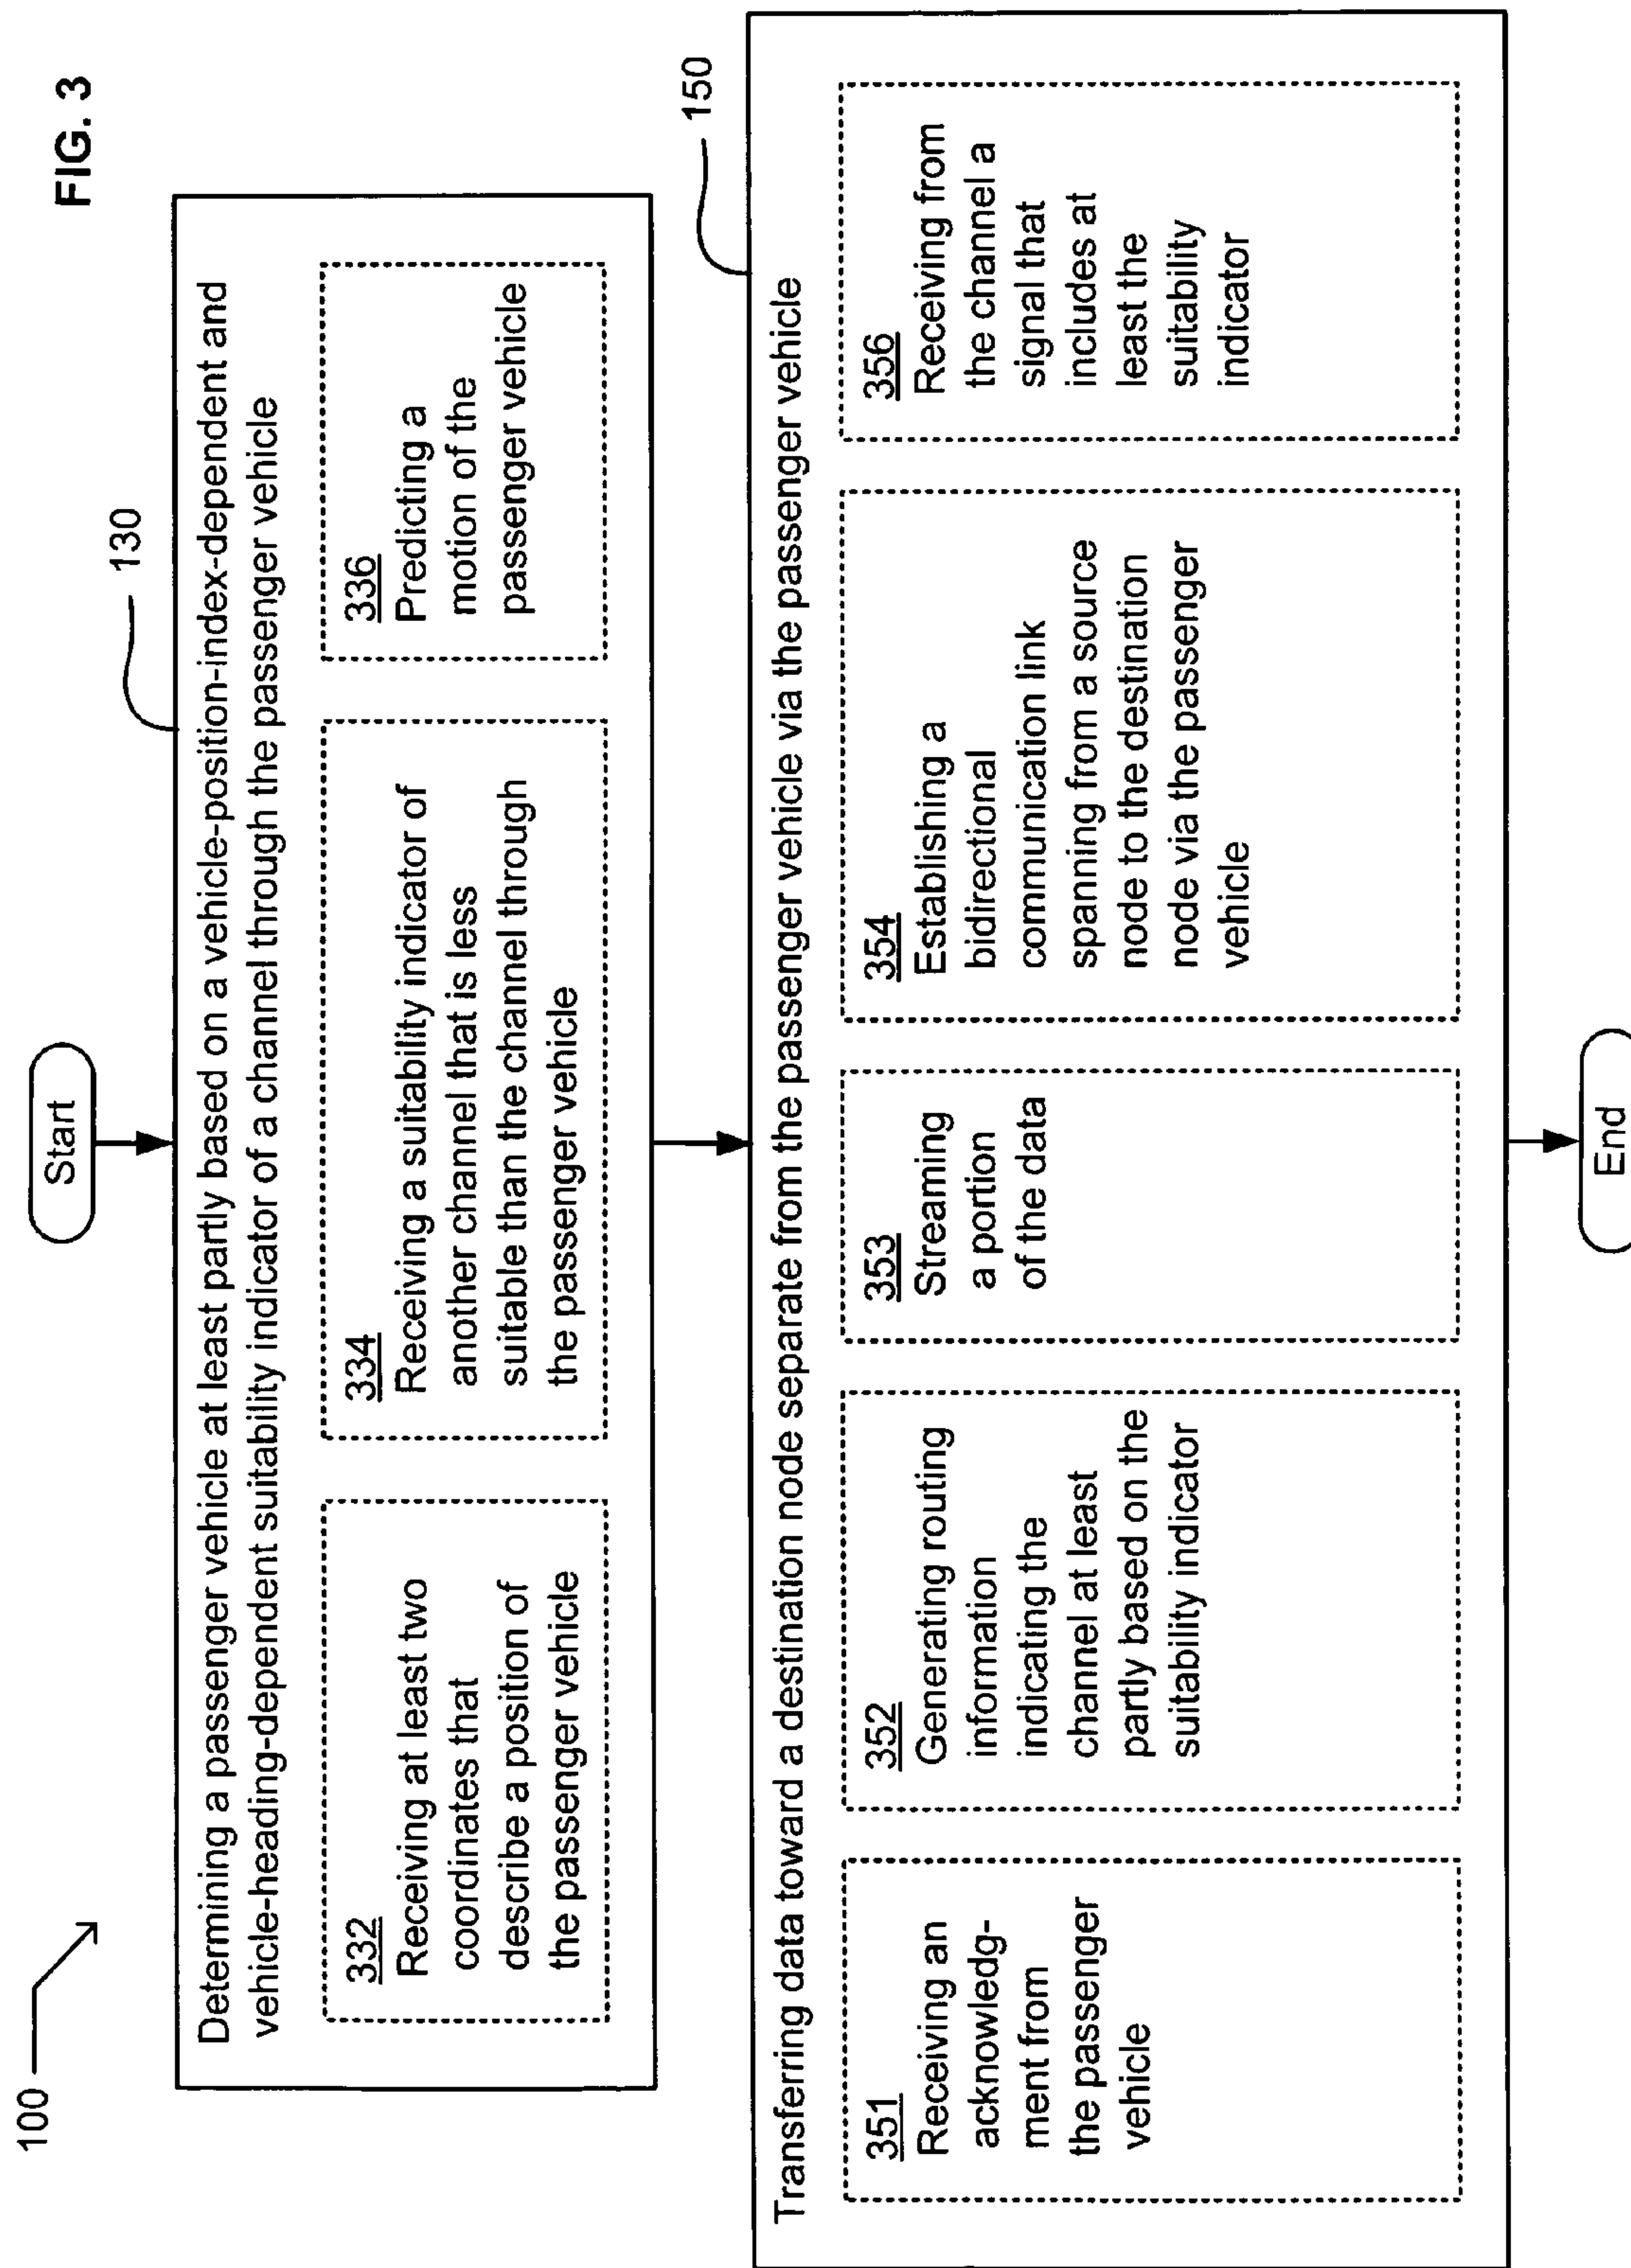 FIG. 3
100
Start
130
Determining a passenger vehicle at least partly based on a vehicle-position-index-dependent and
vehicle-heading-dependent suitability indicator of a channel through the passenger vehicle
332
Receiving at least two
coordinates that
describe a position of
the passenger vehicle
334
Receiving a suitability indicator of
another channel that is less
suitable than the channel through
the passenger vehicle
336
Predicting a
motion of the
passenger vehicle
150
Transferring data toward a destination node separate from the passenger vehicle via the passenger vehicle
351
Receiving an
acknowledg-
ment from
the passenger
vehicle
352
Generating routing
information
indicating the
channel at least
partly based on the
suitability indicator
353
Streaming
a portion
of the data
354
Establishing a
bidirectional
communication link
spanning from a source
node to the destination
node via the passenger
vehicle
356
Receiving from
the channel a
signal that
includes at
least the
suitability
indicator
End